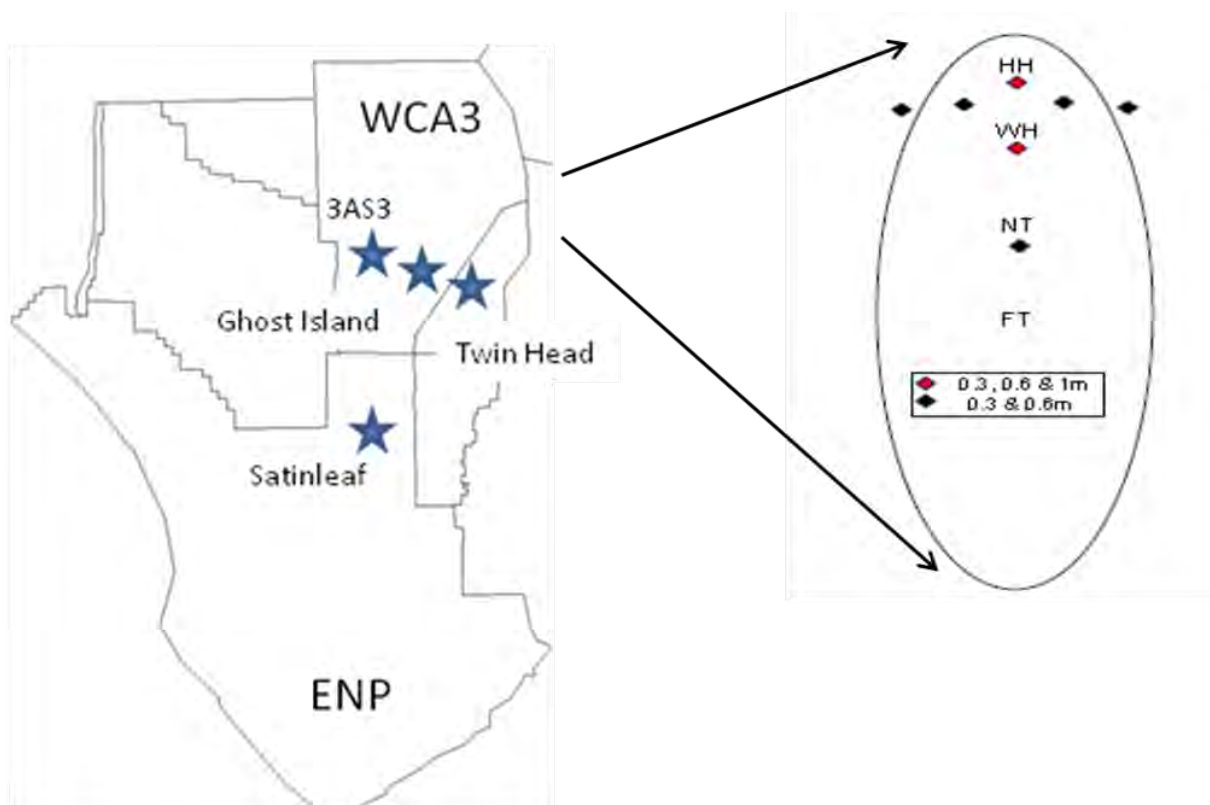 WCA3
3AS3
Ghost Island
Twin Head
Satinleaf
ENP
HH
WH
NT
FT
0.3, 0.6 & 1m
0.3 & 0.6m